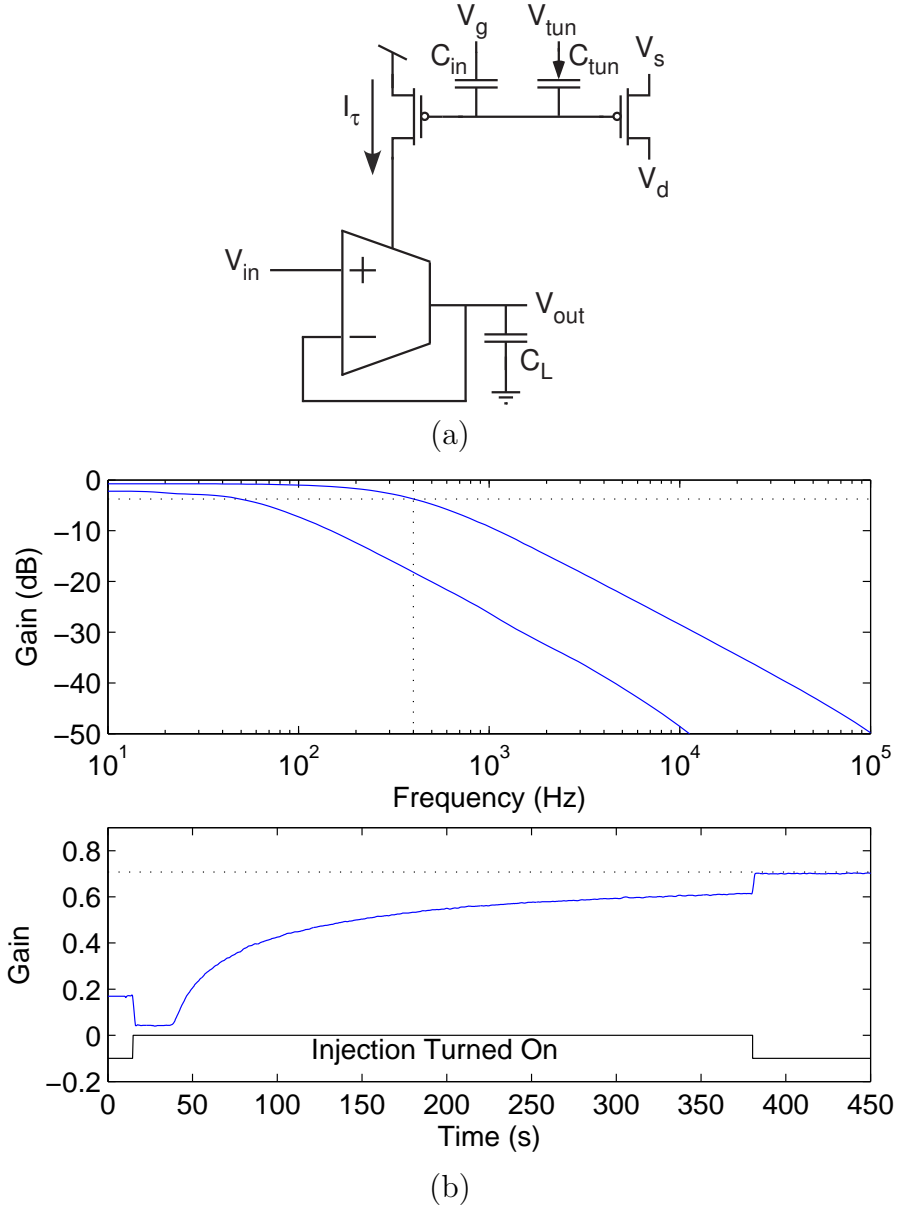 V_g V_tun
C_in C_tun V_s
I_τ
V_d
V_in
+
−
V_out
C_L
(a)
0
−10
−20
−30
−40
−50
Gain (dB)
10^1 10^2 10^3 10^4 10^5
Frequency (Hz)
0.8
0.6
0.4
0.2
0
−0.2
Gain
Injection Turned On
0 50 100 150 200 250 300 350 400 450
Time (s)
(b)